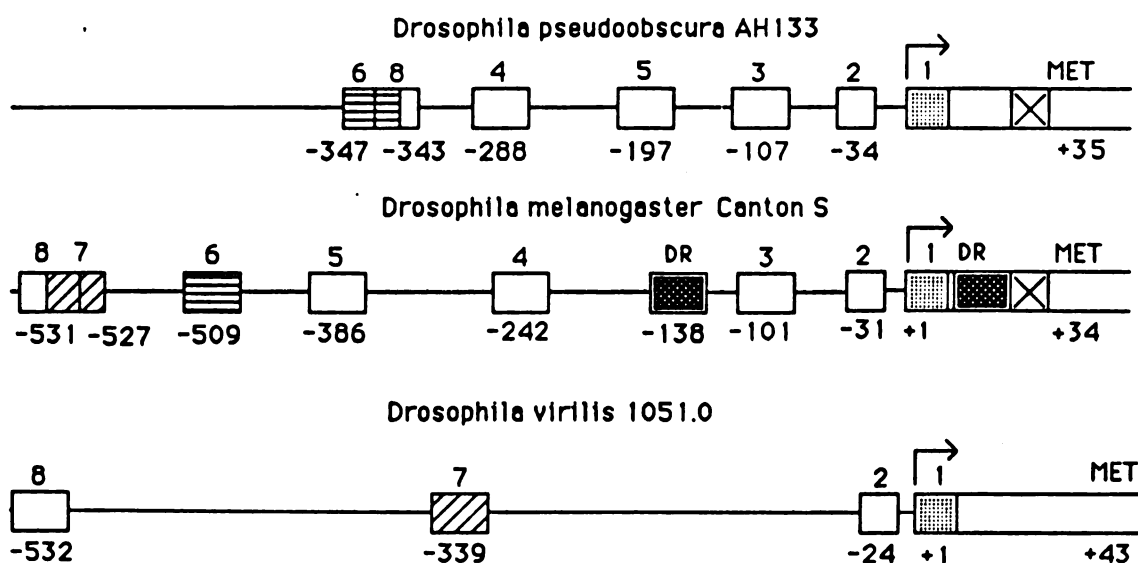 Drosophila pseudoobscura AH133
6 8 4 5 3 2 1 MET
-347 -343 -288 -197 -107 -34 +35
Drosophila melanogaster Canton S
8 7 6 5 4 DR 3 2 1 DR MET
-531 -527 -509 -386 -242 -138 -101 -31 +1 +34
Drosophila virilis 1051.0
8 7 2 1 MET
-532 -339 -24 +1 +43